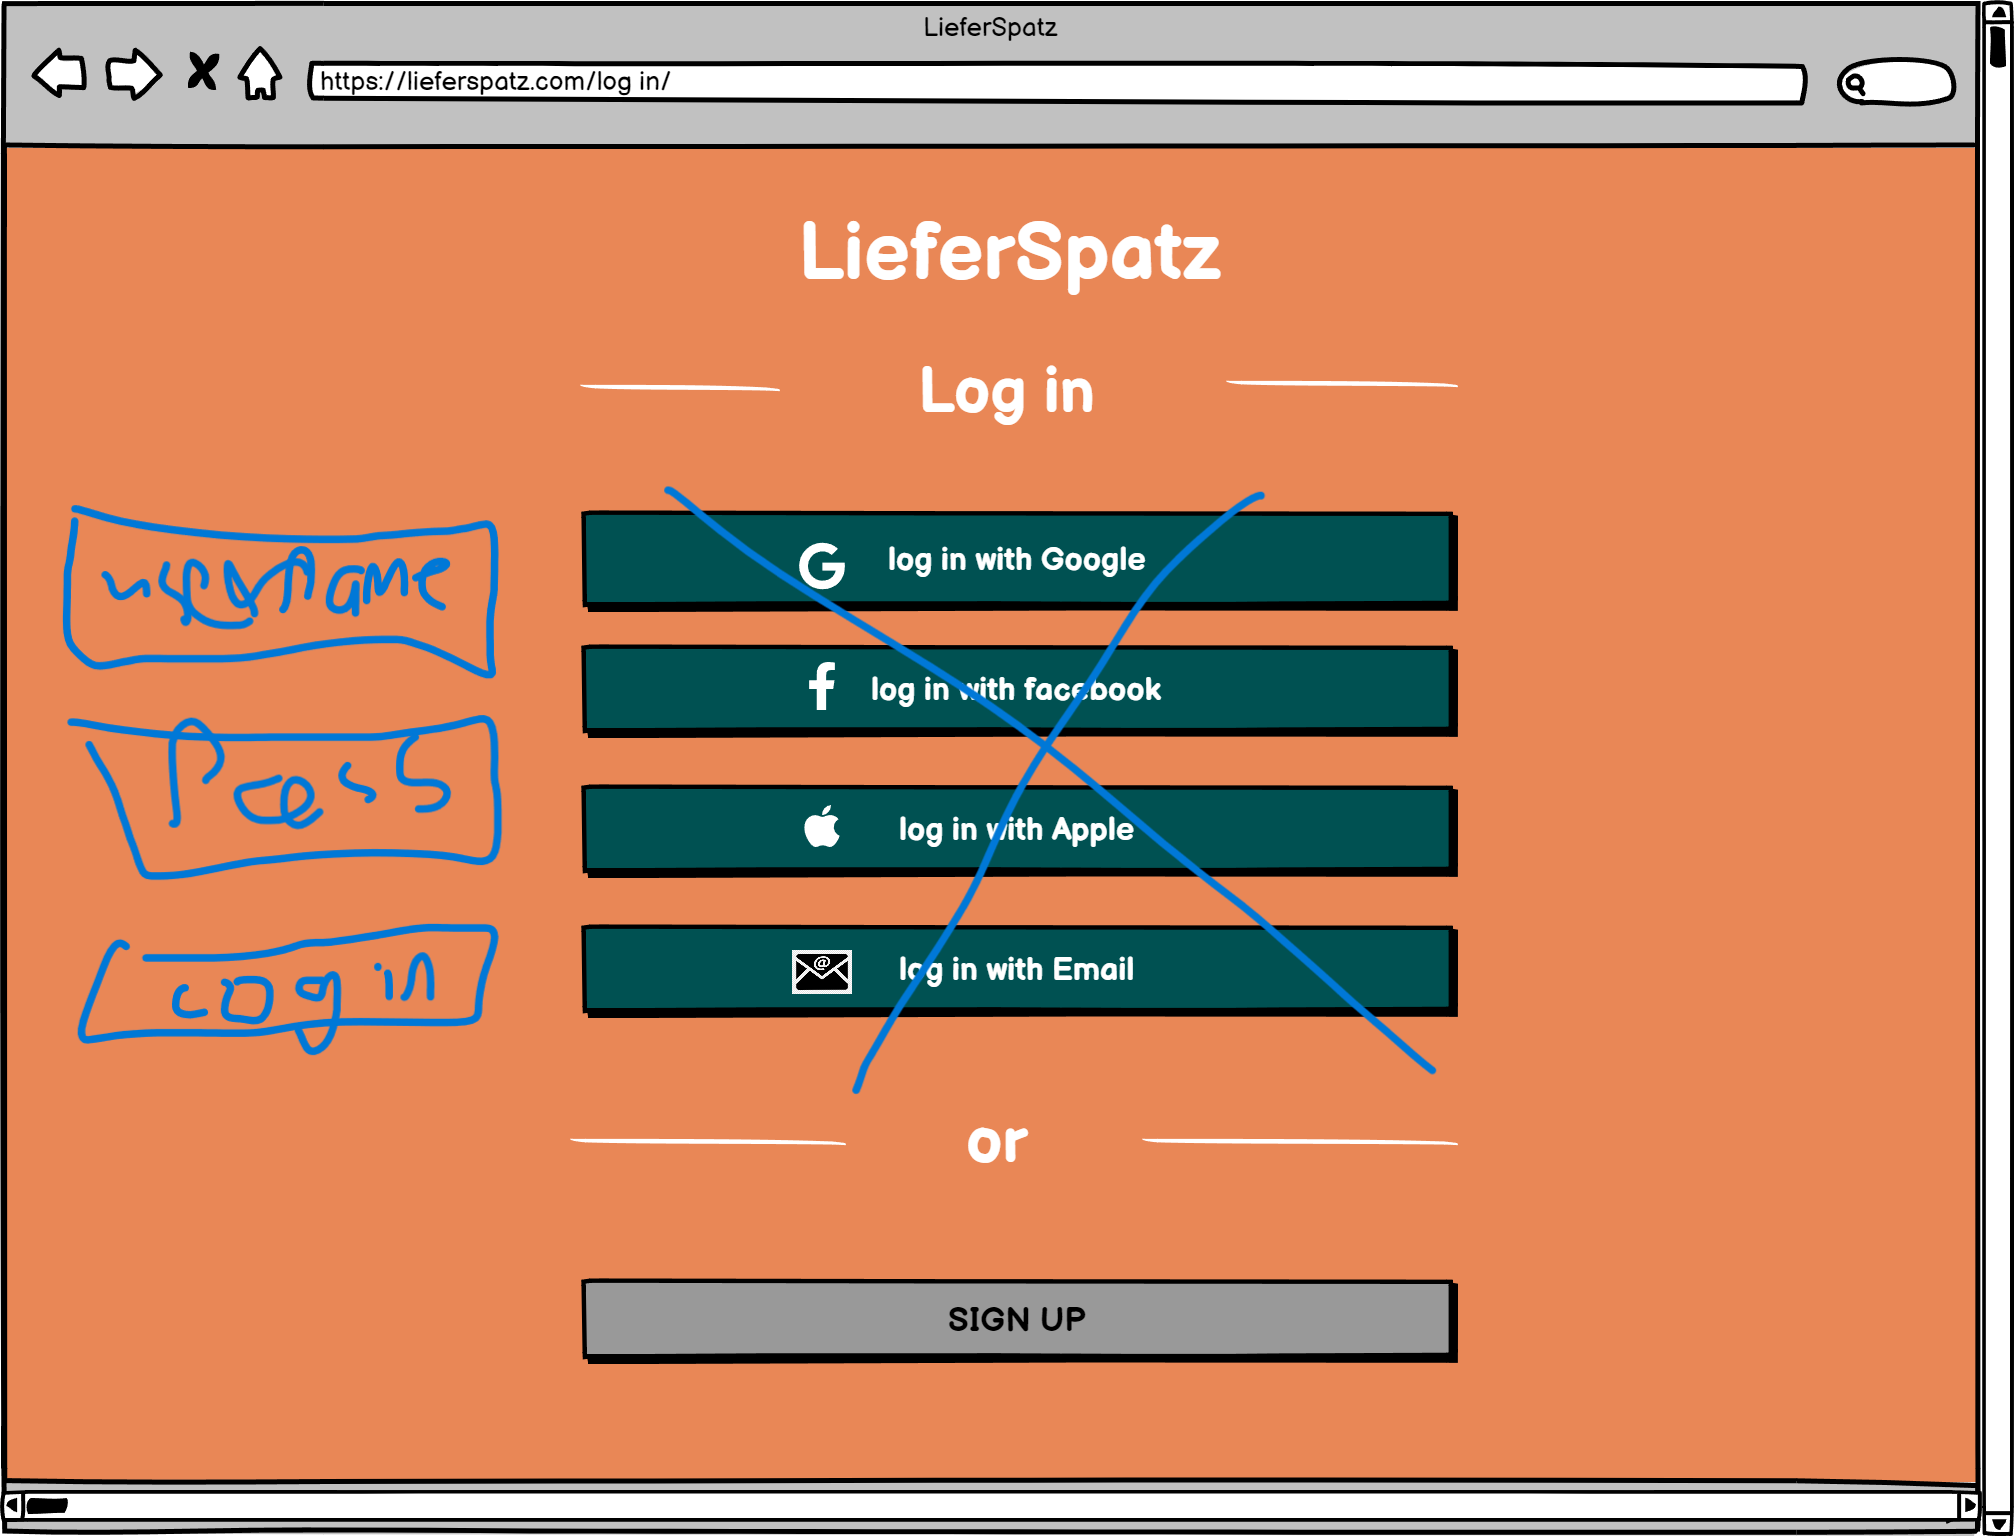 LieferSpatz
https://lieferspatz.com/log in/
LieferSpatz
Log in
username
Pass
log in
log in with Google
log in with facebook
log in with Apple
@
log in with Email
or
SIGN UP